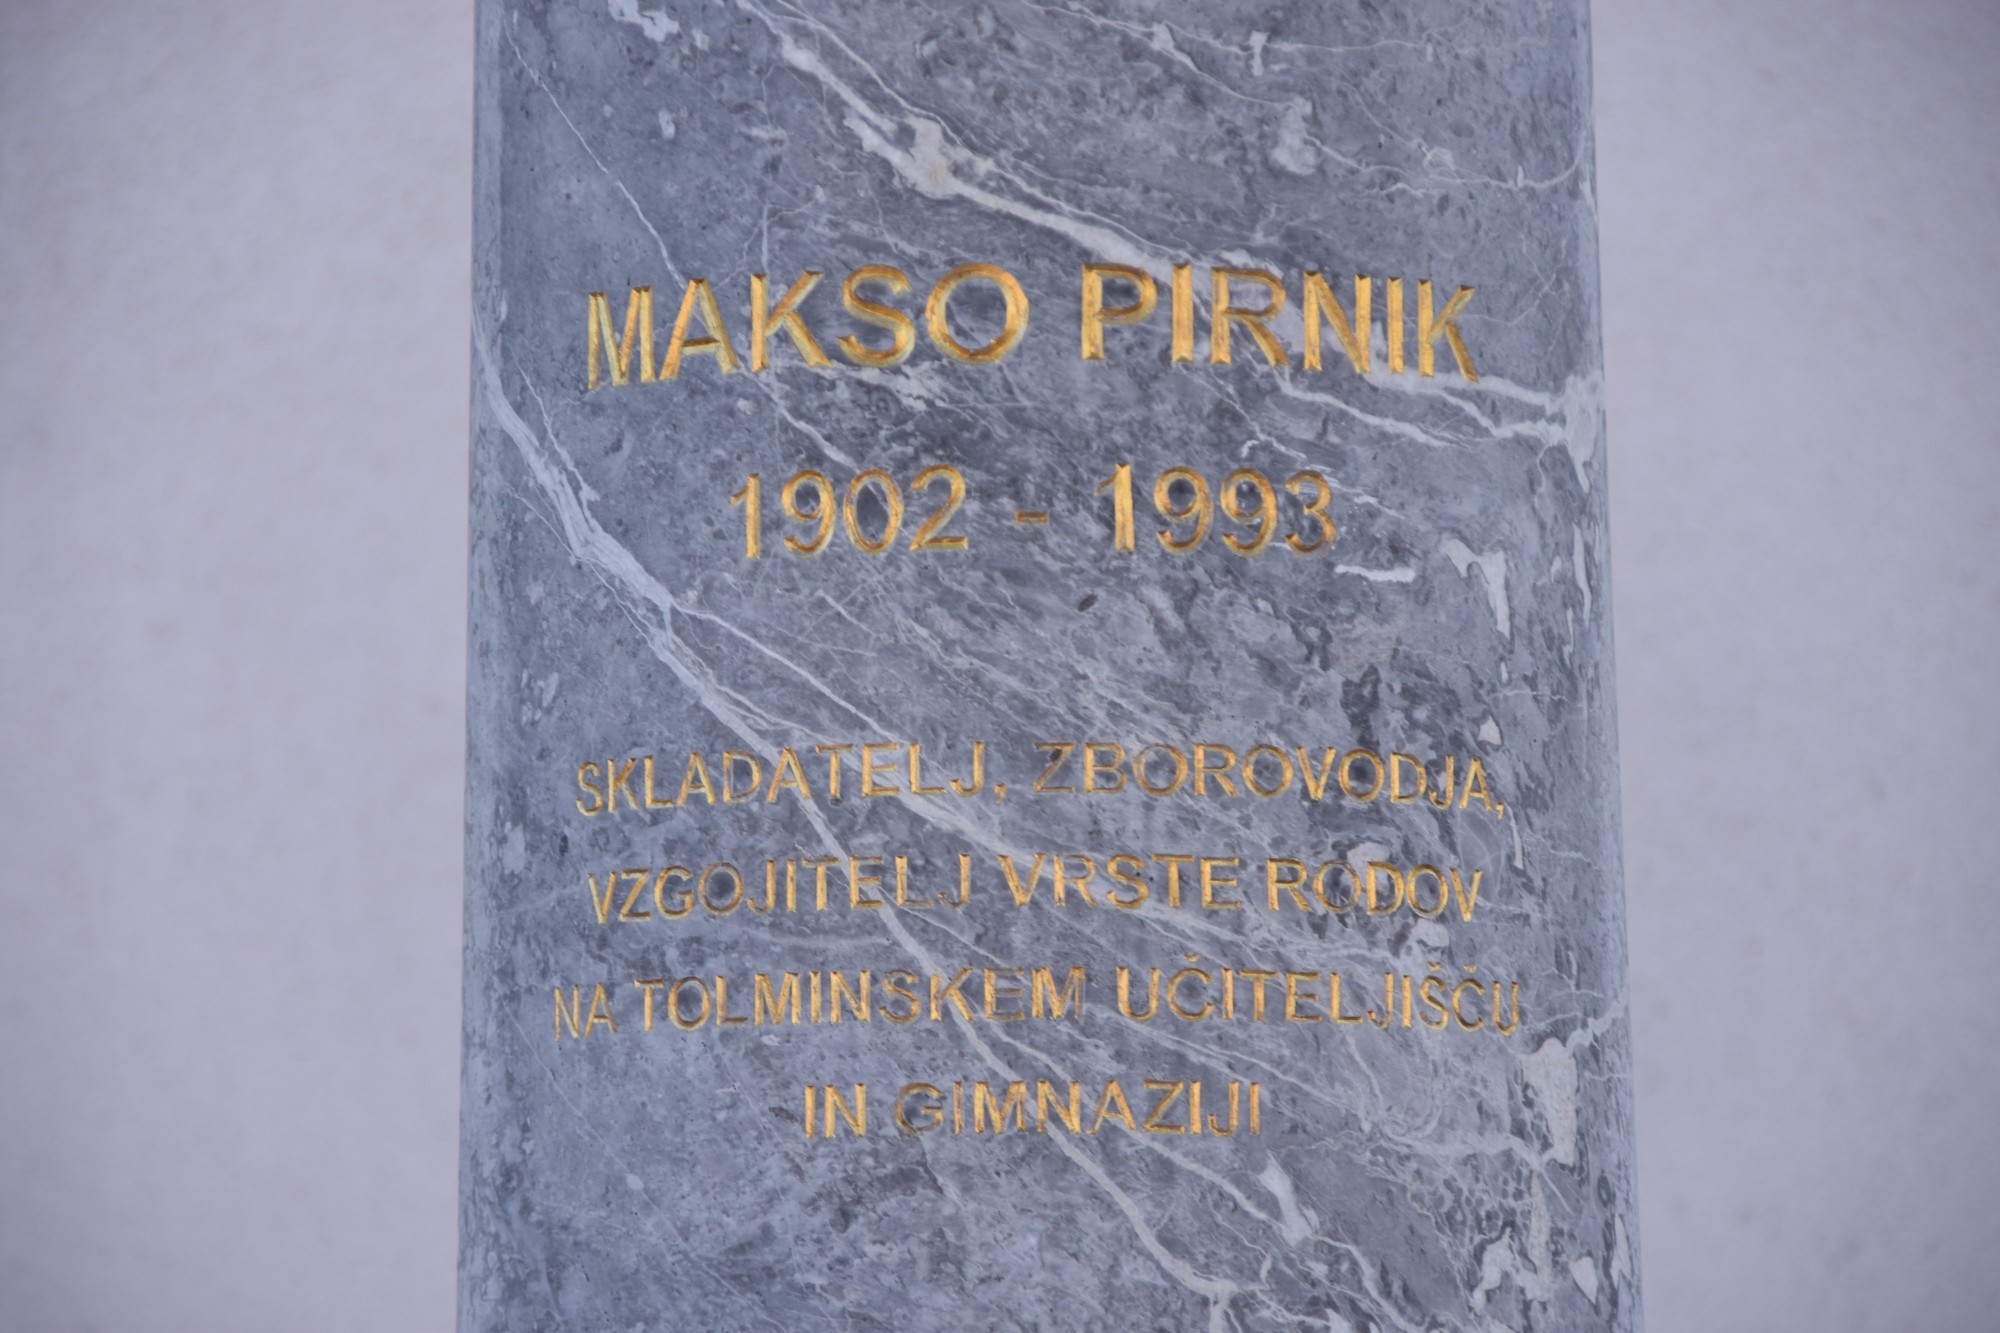 MAKSO PIRNIK
1902 - 1993
SKLADATELJ, ZBOROVODJA,
VZGOJITELJ VRSTE RODOV
NA TOLMINSKEM UČITELJIŠČU
IN GIMNAZIJI